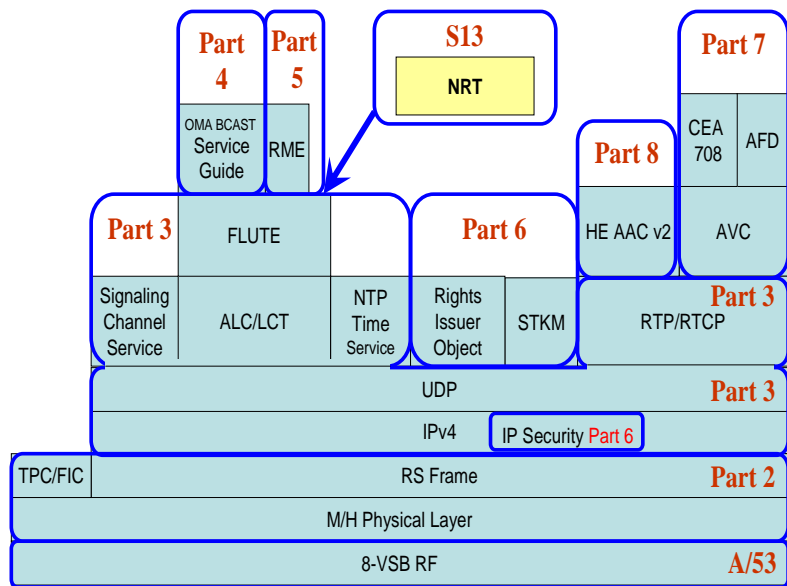 Part
4
Part
5
S13
NRT
Part 7
OMA BCAST
Service
Guide
RME
CEA
708
AFD
Part 8
Part 3
FLUTE
Part 6
HE AAC v2
AVC
Signaling
Channel
Service
ALC/LCT
NTP
Time
Service
Rights
Issuer
Object
STKM
Part 3
RTP/RTCP
UDP
Part 3
IPv4
IP Security Part 6
TPC/FIC
RS Frame
Part 2
M/H Physical Layer
8-VSB RF
A/53